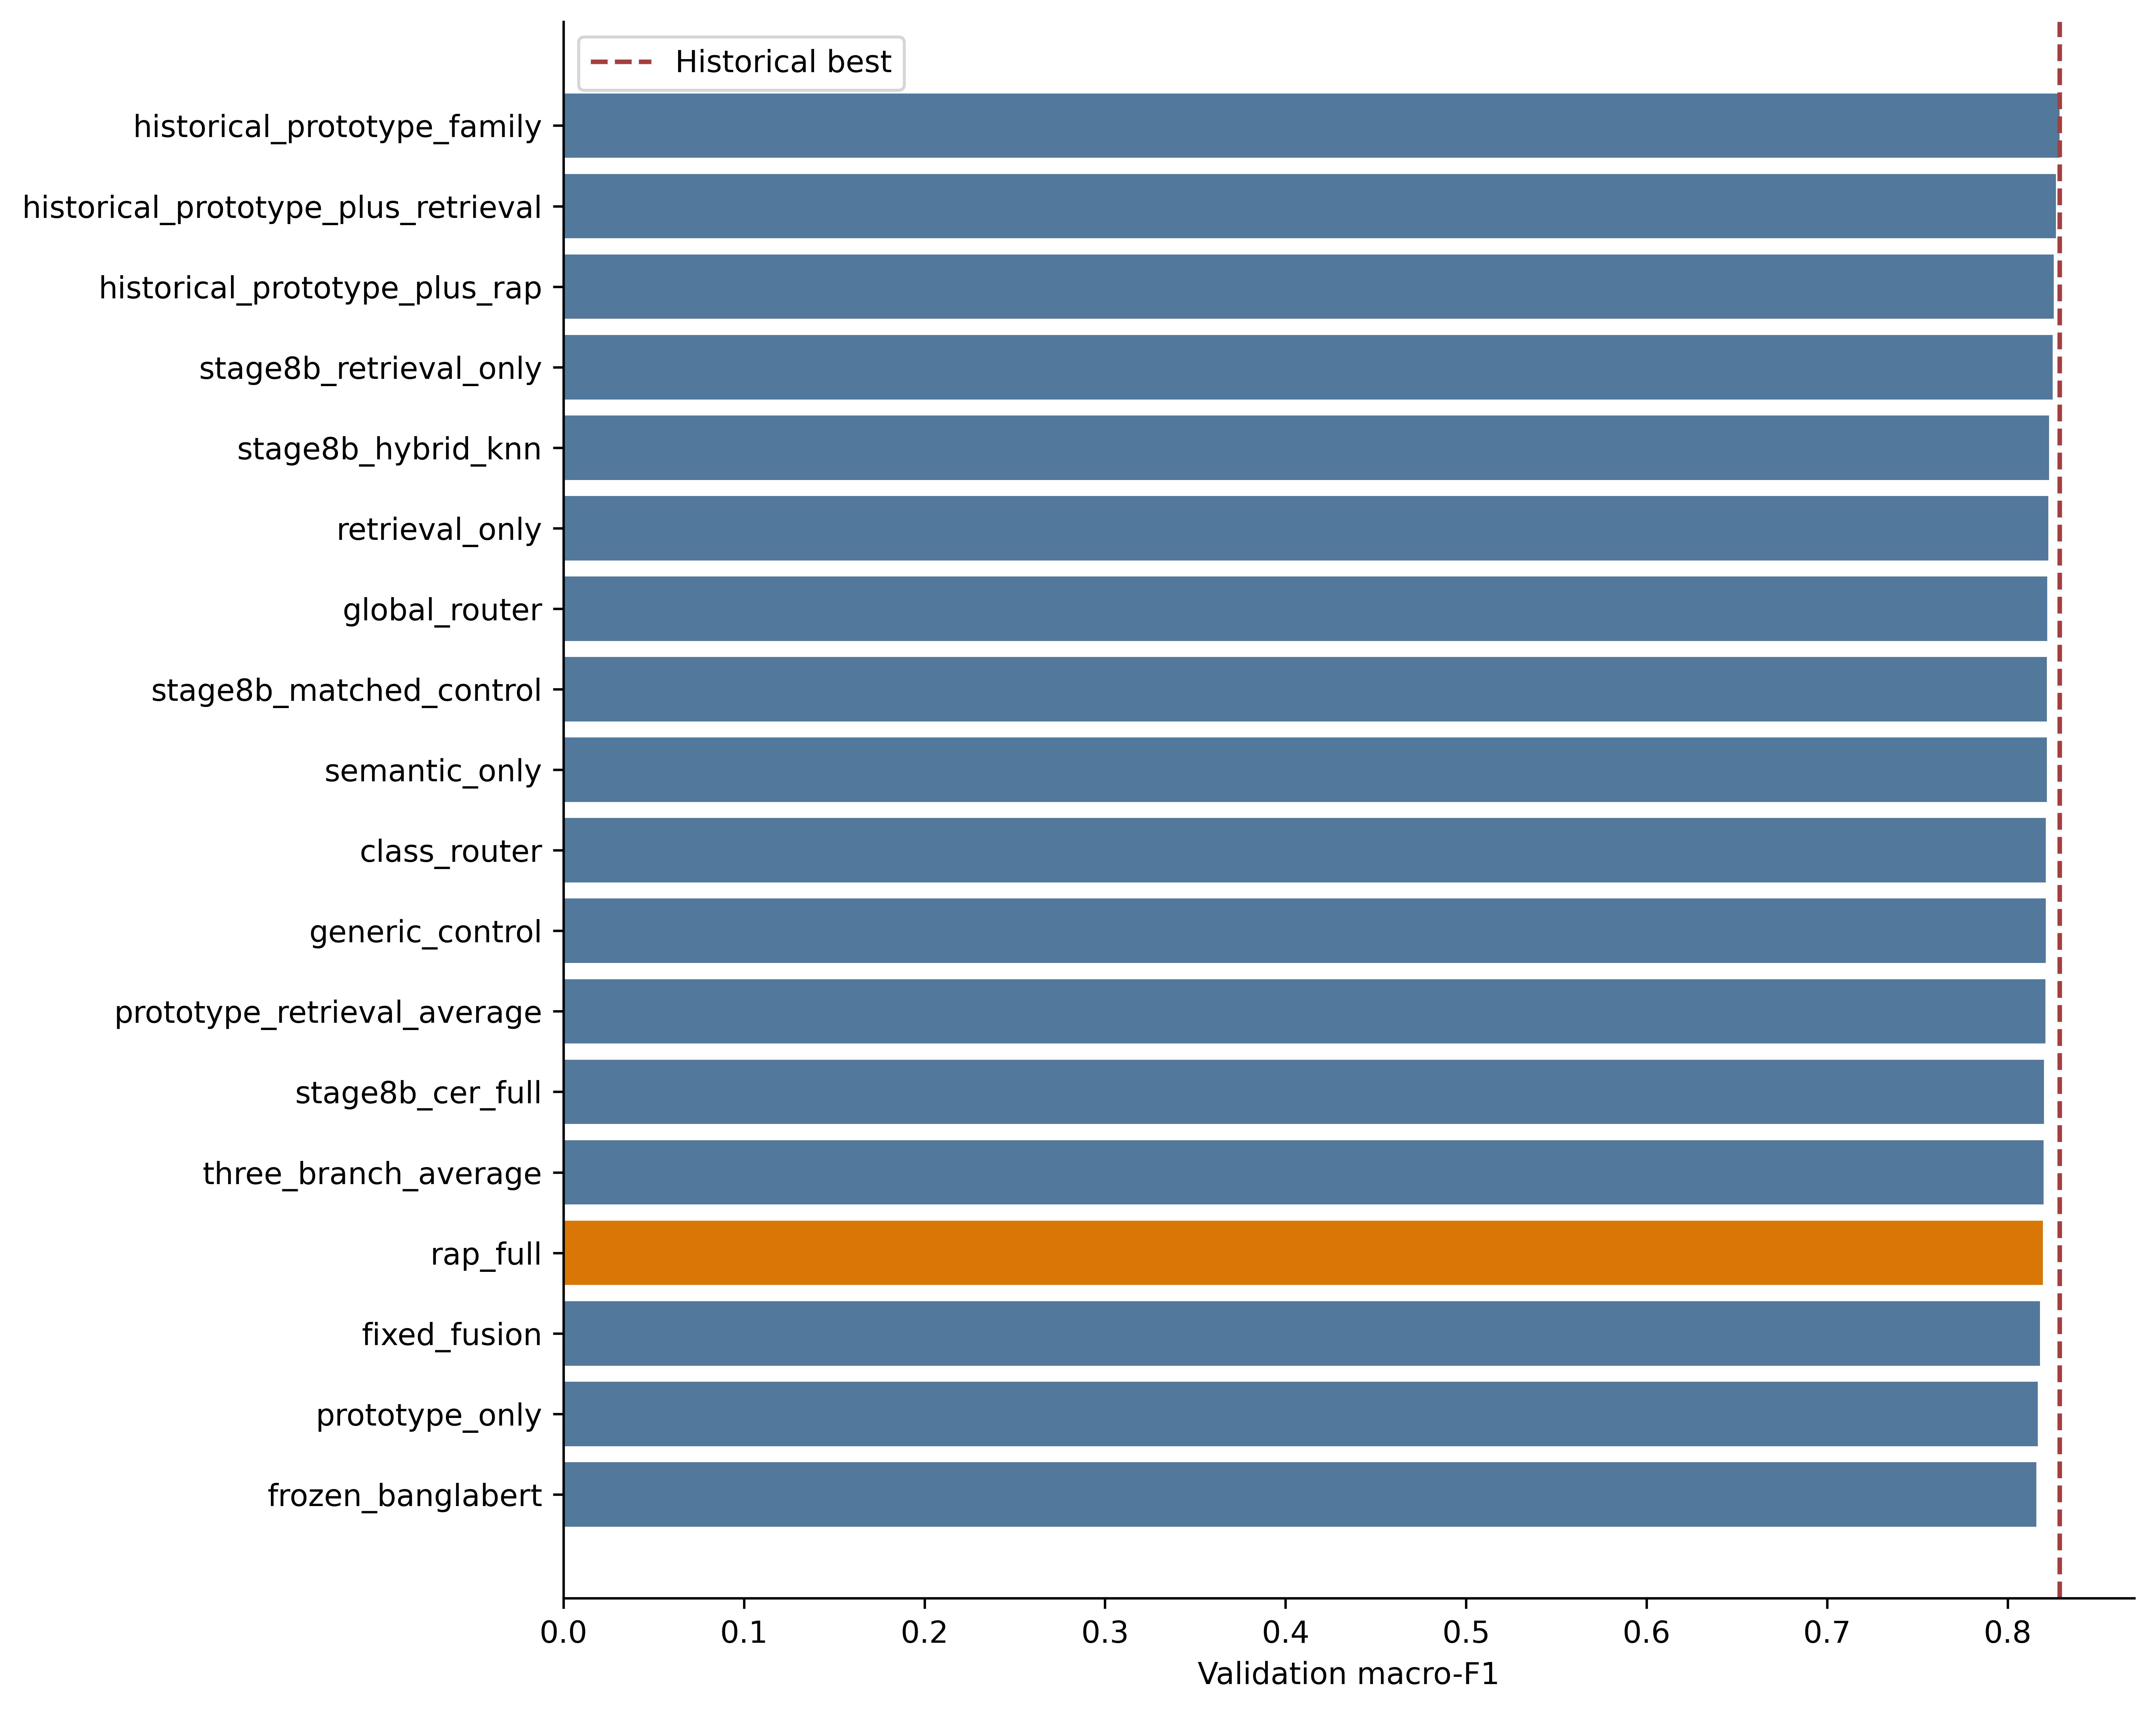 Historical best
historical_prototype_family
historical_prototype_plus_retrieval
historical_prototype_plus_rap
stage8b_retrieval_only
stage8b_hybrid_knn
retrieval_only
global_router
stage8b_matched_control
semantic_only
class_router
generic_control
prototype_retrieval_average
stage8b_cer_full
three_branch_average
rap_full
fixed_fusion
prototype_only
frozen_banglabert
0.0 0.1 0.2 0.3 0.4 0.5 0.6 0.7 0.8
Validation macro-F1